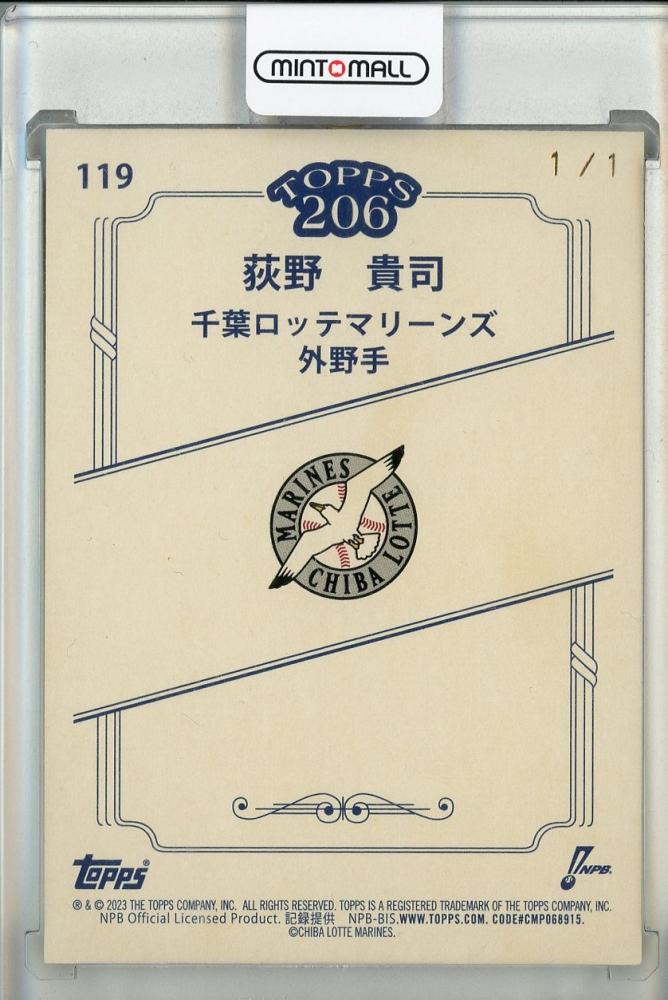 MINTMALL
119
1/1
TOPPS
206
荻野 貴司
千葉ロッテマリーンズ
外野手
MARINES
CHIBA LOTTE
TOPPS®
NPB.
® & © 2023 THE TOPPS COMPANY, INC. ALL RIGHTS RESERVED. TOPPS IS A REGISTERED TRADEMARK OF THE TOPPS COMPANY, INC.
NPB Official Licensed Product. 記録提供 NPB-BIS.WWW.TOPPS.COM. CODE#CMP068915.
©CHIBA LOTTE MARINES.